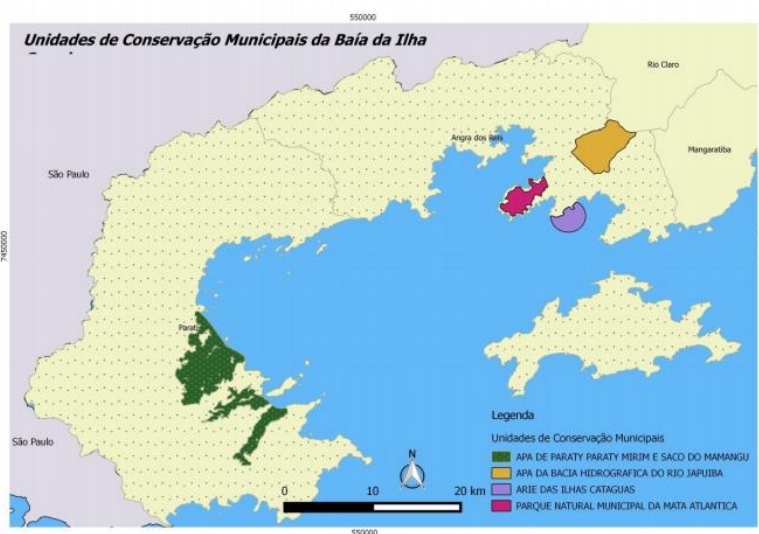 550000
Unidades de Conservação Municipais da Baía da Ilha
Rio Claro
Angra dos Reis
Mangaratiba
São Paulo
7450000
Paraty
Legenda
Unidades de Conservação Municipais
São Paulo
APA DE PARATY PARATY MIRIM E SACO DO MAMANGU
N
APA DA BACIA HIDROGRAFICA DO RIO JAPUIBA
0 10 20 km
ARIE DAS ILHAS CATAGUAS
PARQUE NATURAL MUNICIPAL DA MATA ATLANTICA
550000